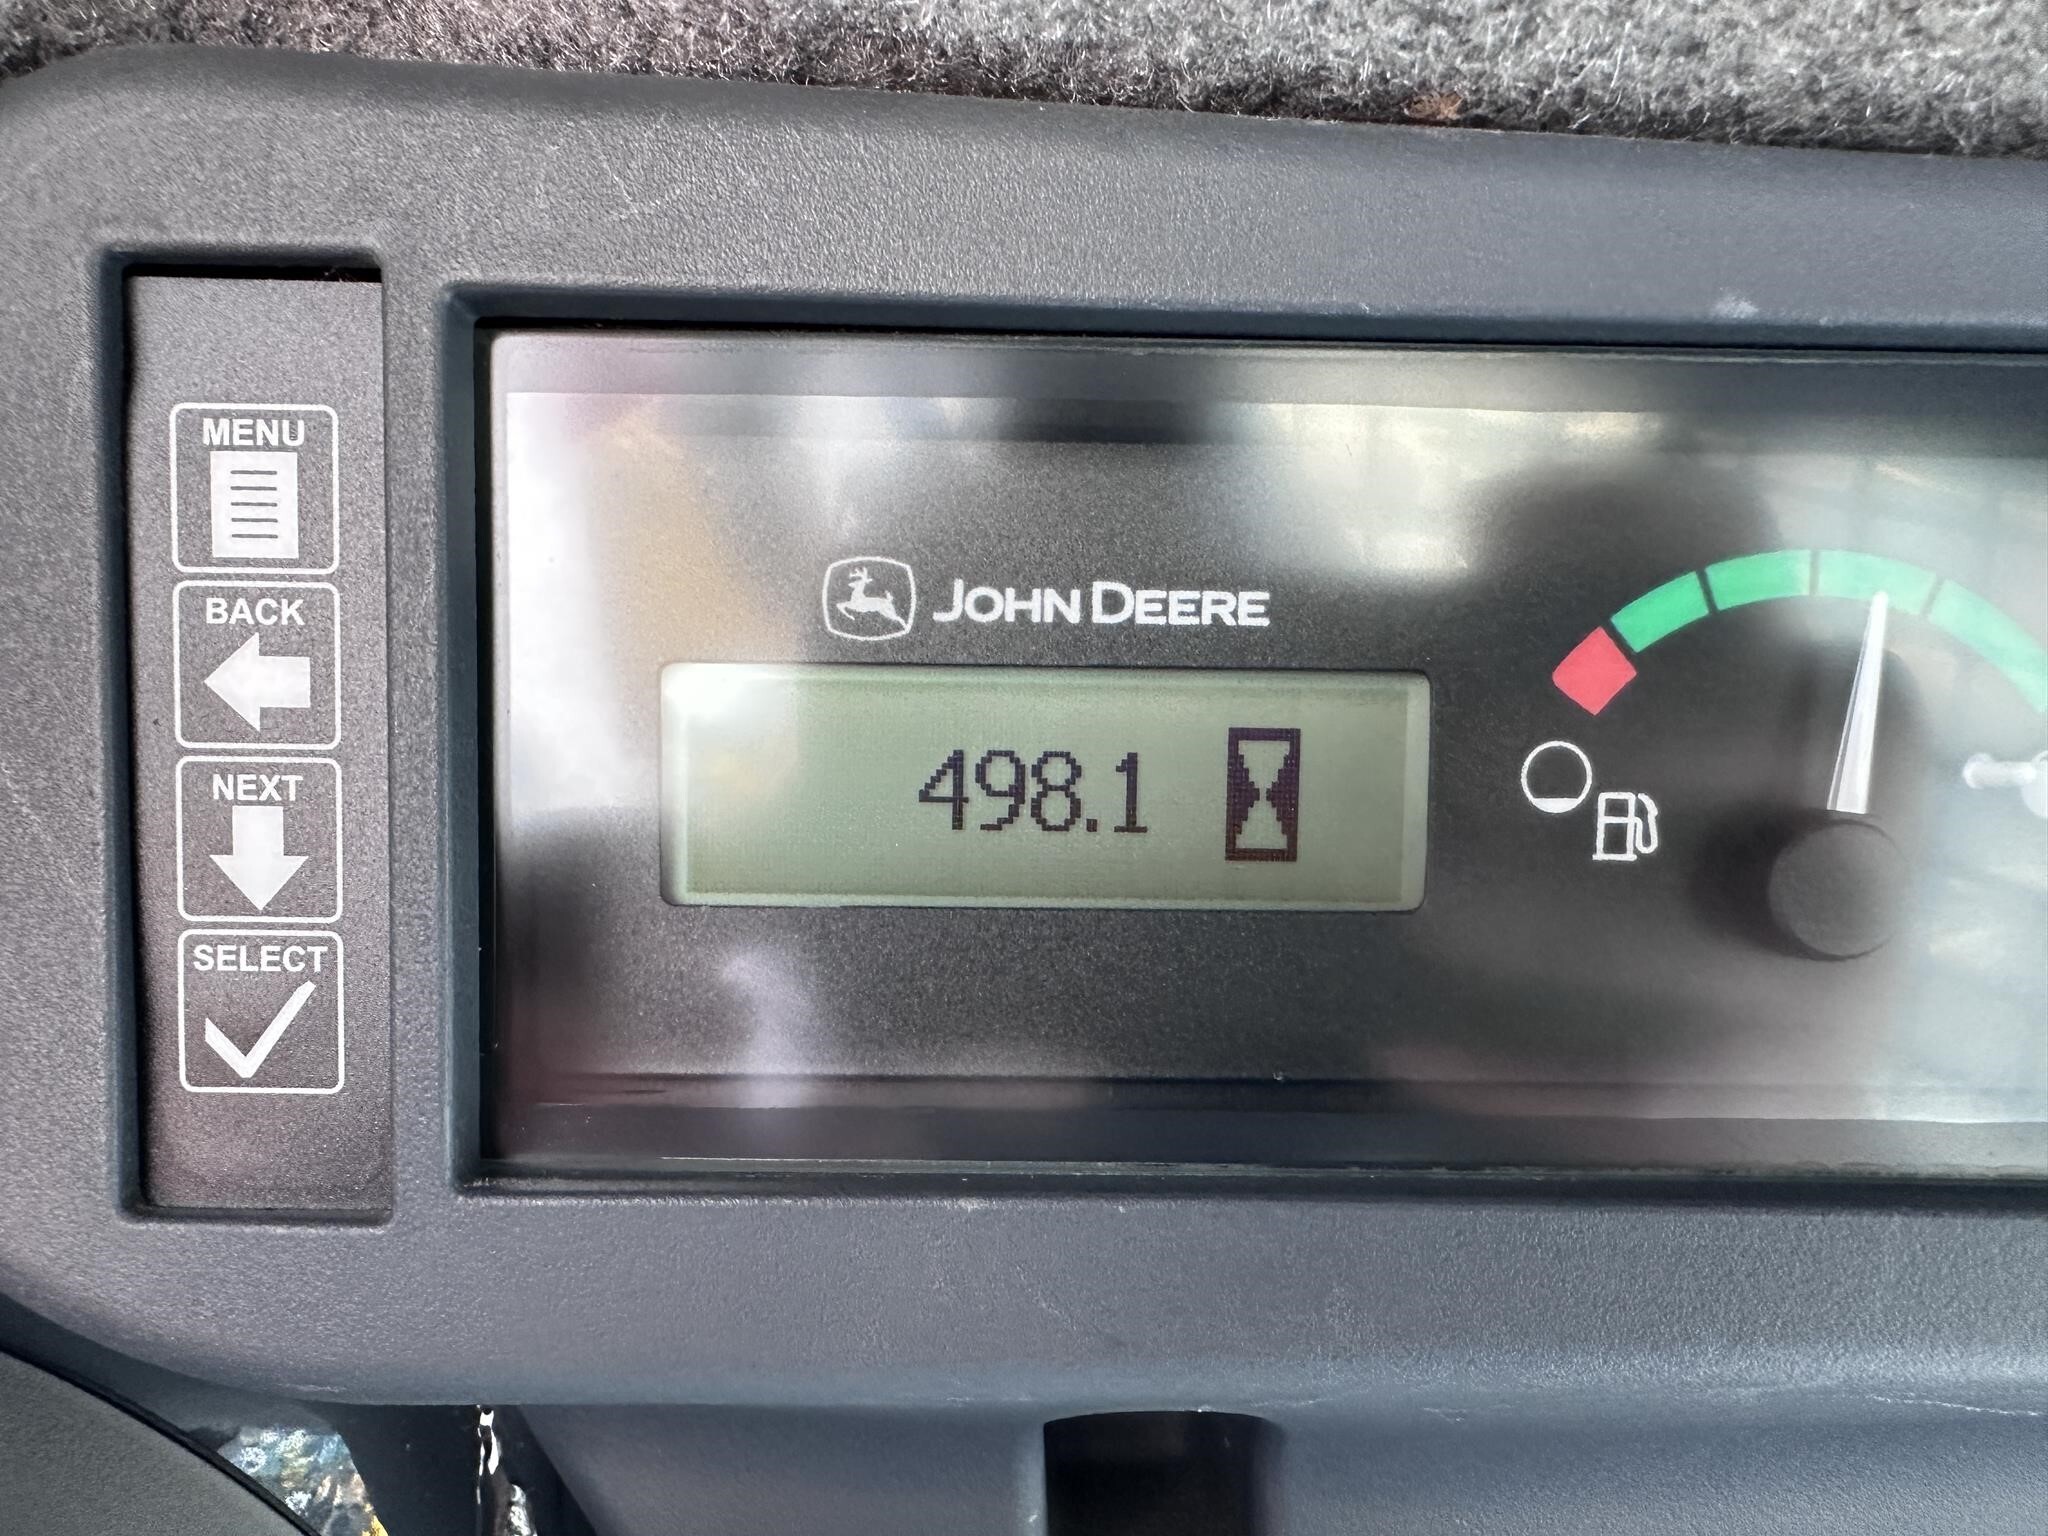 MENU
BACK
NEXT
SELECT
JOHN DEERE
498.1